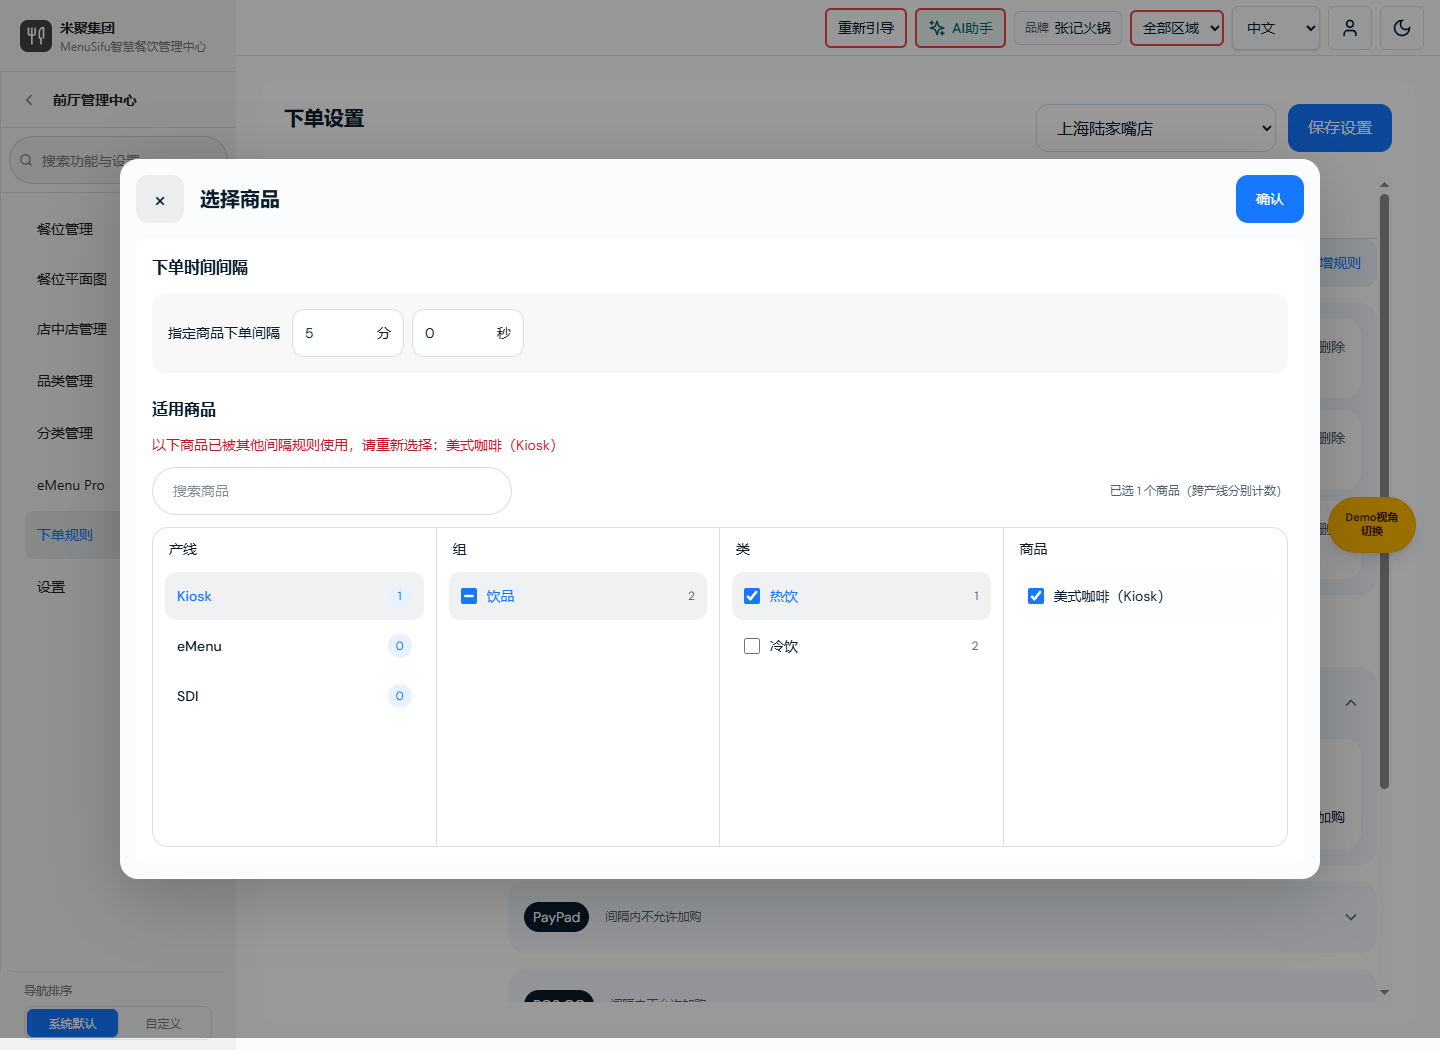 米聚集团
MenuSifu智慧餐饮管理中心
重新引导
AI助手
品牌 张记火锅
全部区域
中文
前厅管理中心
搜索功能与设置
下单设置
上海陆家嘴店
保存设置
餐位管理
餐位平面图
店中店管理
品类管理
分类管理
eMenu Pro
下单规则
设置
× 选择商品
确认
下单时间间隔
指定商品下单间隔 5 分 0 秒
适用商品
以下商品已被其他间隔规则使用，请重新选择：美式咖啡（Kiosk）
搜索商品
已选 1 个商品（跨产线分别计数）
产线 组 类 商品
Kiosk 1 饮品 2 热饮 1 美式咖啡（Kiosk）
eMenu 0 冷饮 2
SDI 0
增规则
删除
删除
Demo视角
切换
加购
PayPad 间隔内不允许加购
间隔内不允许加购
导航排序
系统默认 自定义